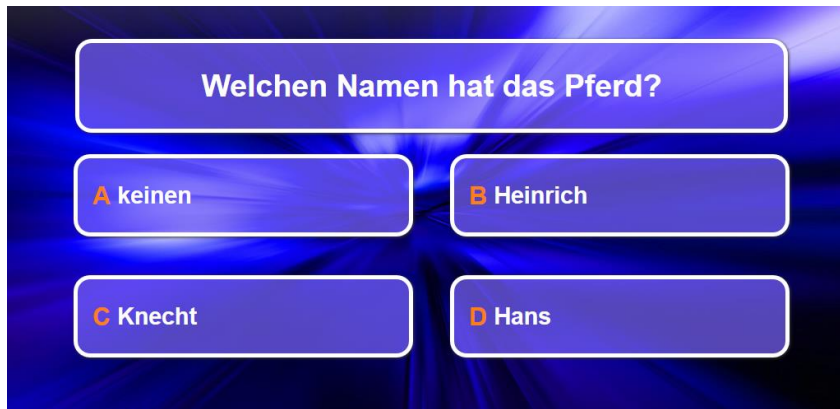 Welchen Namen hat das Pferd?
A keinen
B Heinrich
C Knecht
D Hans